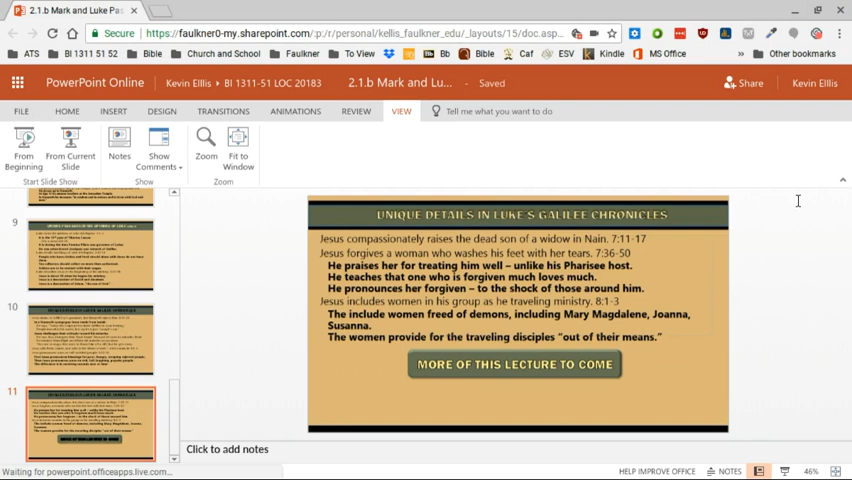 2.1.b Mark and Luke Pas
Secure
https://faulkner0-my.sharepoint.com/:p:/r/personal/kellis_faulkner_edu/_layouts/15/doc.asp...
ATS
BI 1311 51 52
Bible
Church and School
Faulkner
To View
Bb
Bible
Caf
ESV
Kindle
MS Office
»
Other bookmarks
PowerPoint Online
Kevin Ellis
BI 1311-51 LOC 20183
2.1.b Mark and Lu...
-
Saved
Share
Kevin Ellis
FILE
HOME
INSERT
DESIGN
TRANSITIONS
ANIMATIONS
REVIEW
VIEW
Tell me what you want to do
From Beginning
From Current Slide
Notes
Show Comments
Zoom
Fit to Window
Start Slide Show
Show
Zoom
9
10
11
UNIQUE DETAILS IN LUKE'S GALILEE CHRONICLES
Jesus compassionately raises the dead son of a widow in Nain. 7:11-17
Jesus forgives a woman who washes his feet with her tears. 7:36-50
He praises her for treating him well – unlike his Pharisee host.
He teaches that one who is forgiven much loves much.
He pronounces her forgiven – to the shock of those around him.
Jesus includes women in his group as he traveling ministry. 8:1-3
The include women freed of demons, including Mary Magdalene, Joanna,
Susanna.
The women provide for the traveling disciples "out of their means."
MORE OF THIS LECTURE TO COME
Click to add notes
Waiting for powerpoint.officeapps.live.com...
HELP IMPROVE OFFICE
NOTES
46%